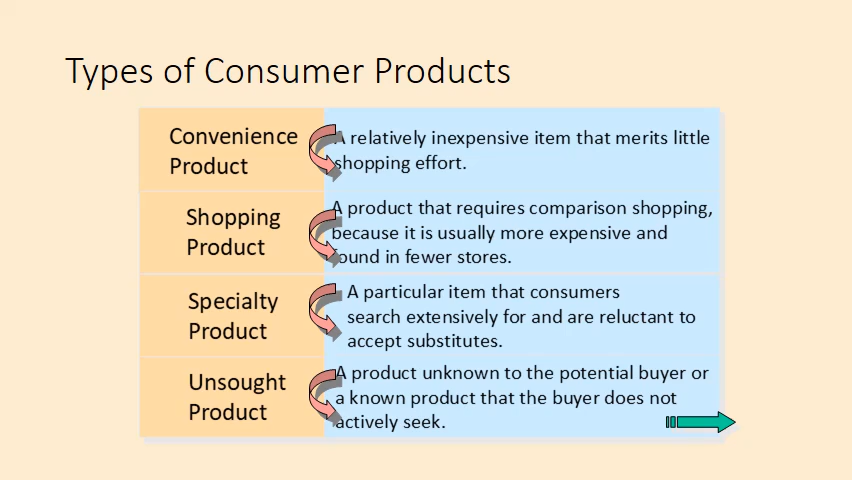 Types of Consumer Products
Convenience
Product
A relatively inexpensive item that merits little
shopping effort.
Shopping
Product
A product that requires comparison shopping,
because it is usually more expensive and
found in fewer stores.
Specialty
Product
A particular item that consumers
search extensively for and are reluctant to
accept substitutes.
Unsought
Product
A product unknown to the potential buyer or
a known product that the buyer does not
actively seek.